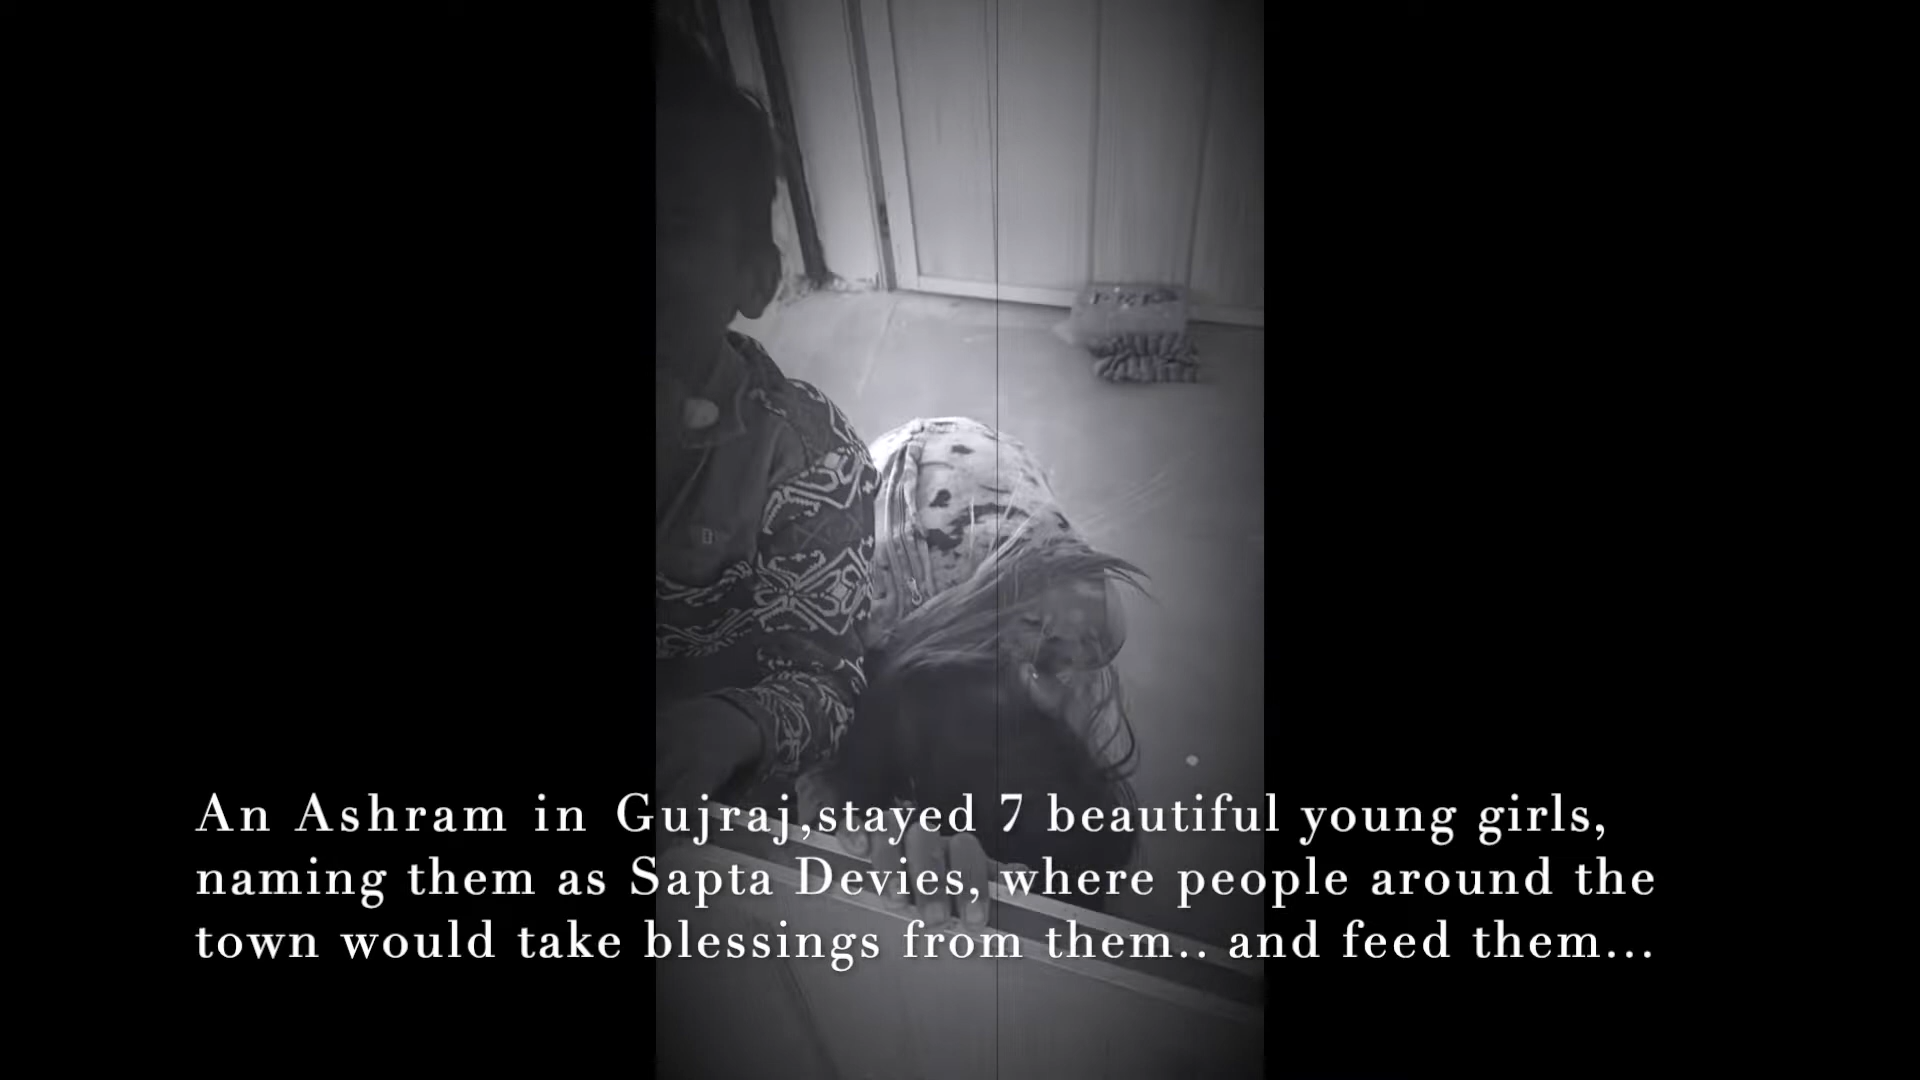 An Ashram in Gujraj,stayed 7 beautiful young girls,
naming them as Sapta Devies, where people around the
town would take blessings from them.. and feed them...